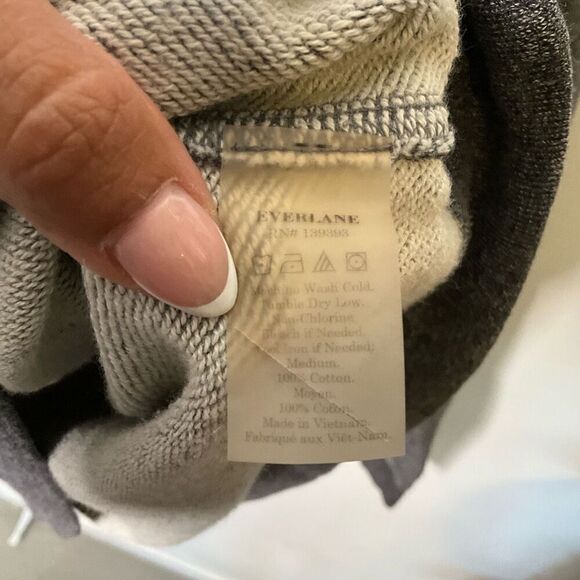 EVERLANE
RN# 139393
Wash Cold.
Tumble Dry Low.
Non-Chlorine
Bleach if Needed.
Iron if Needed;
Medium.
100% Cotton.
Moyen.
100% Coton.
Made in Vietnam.
Fabriqué aux Viêt-Nam.